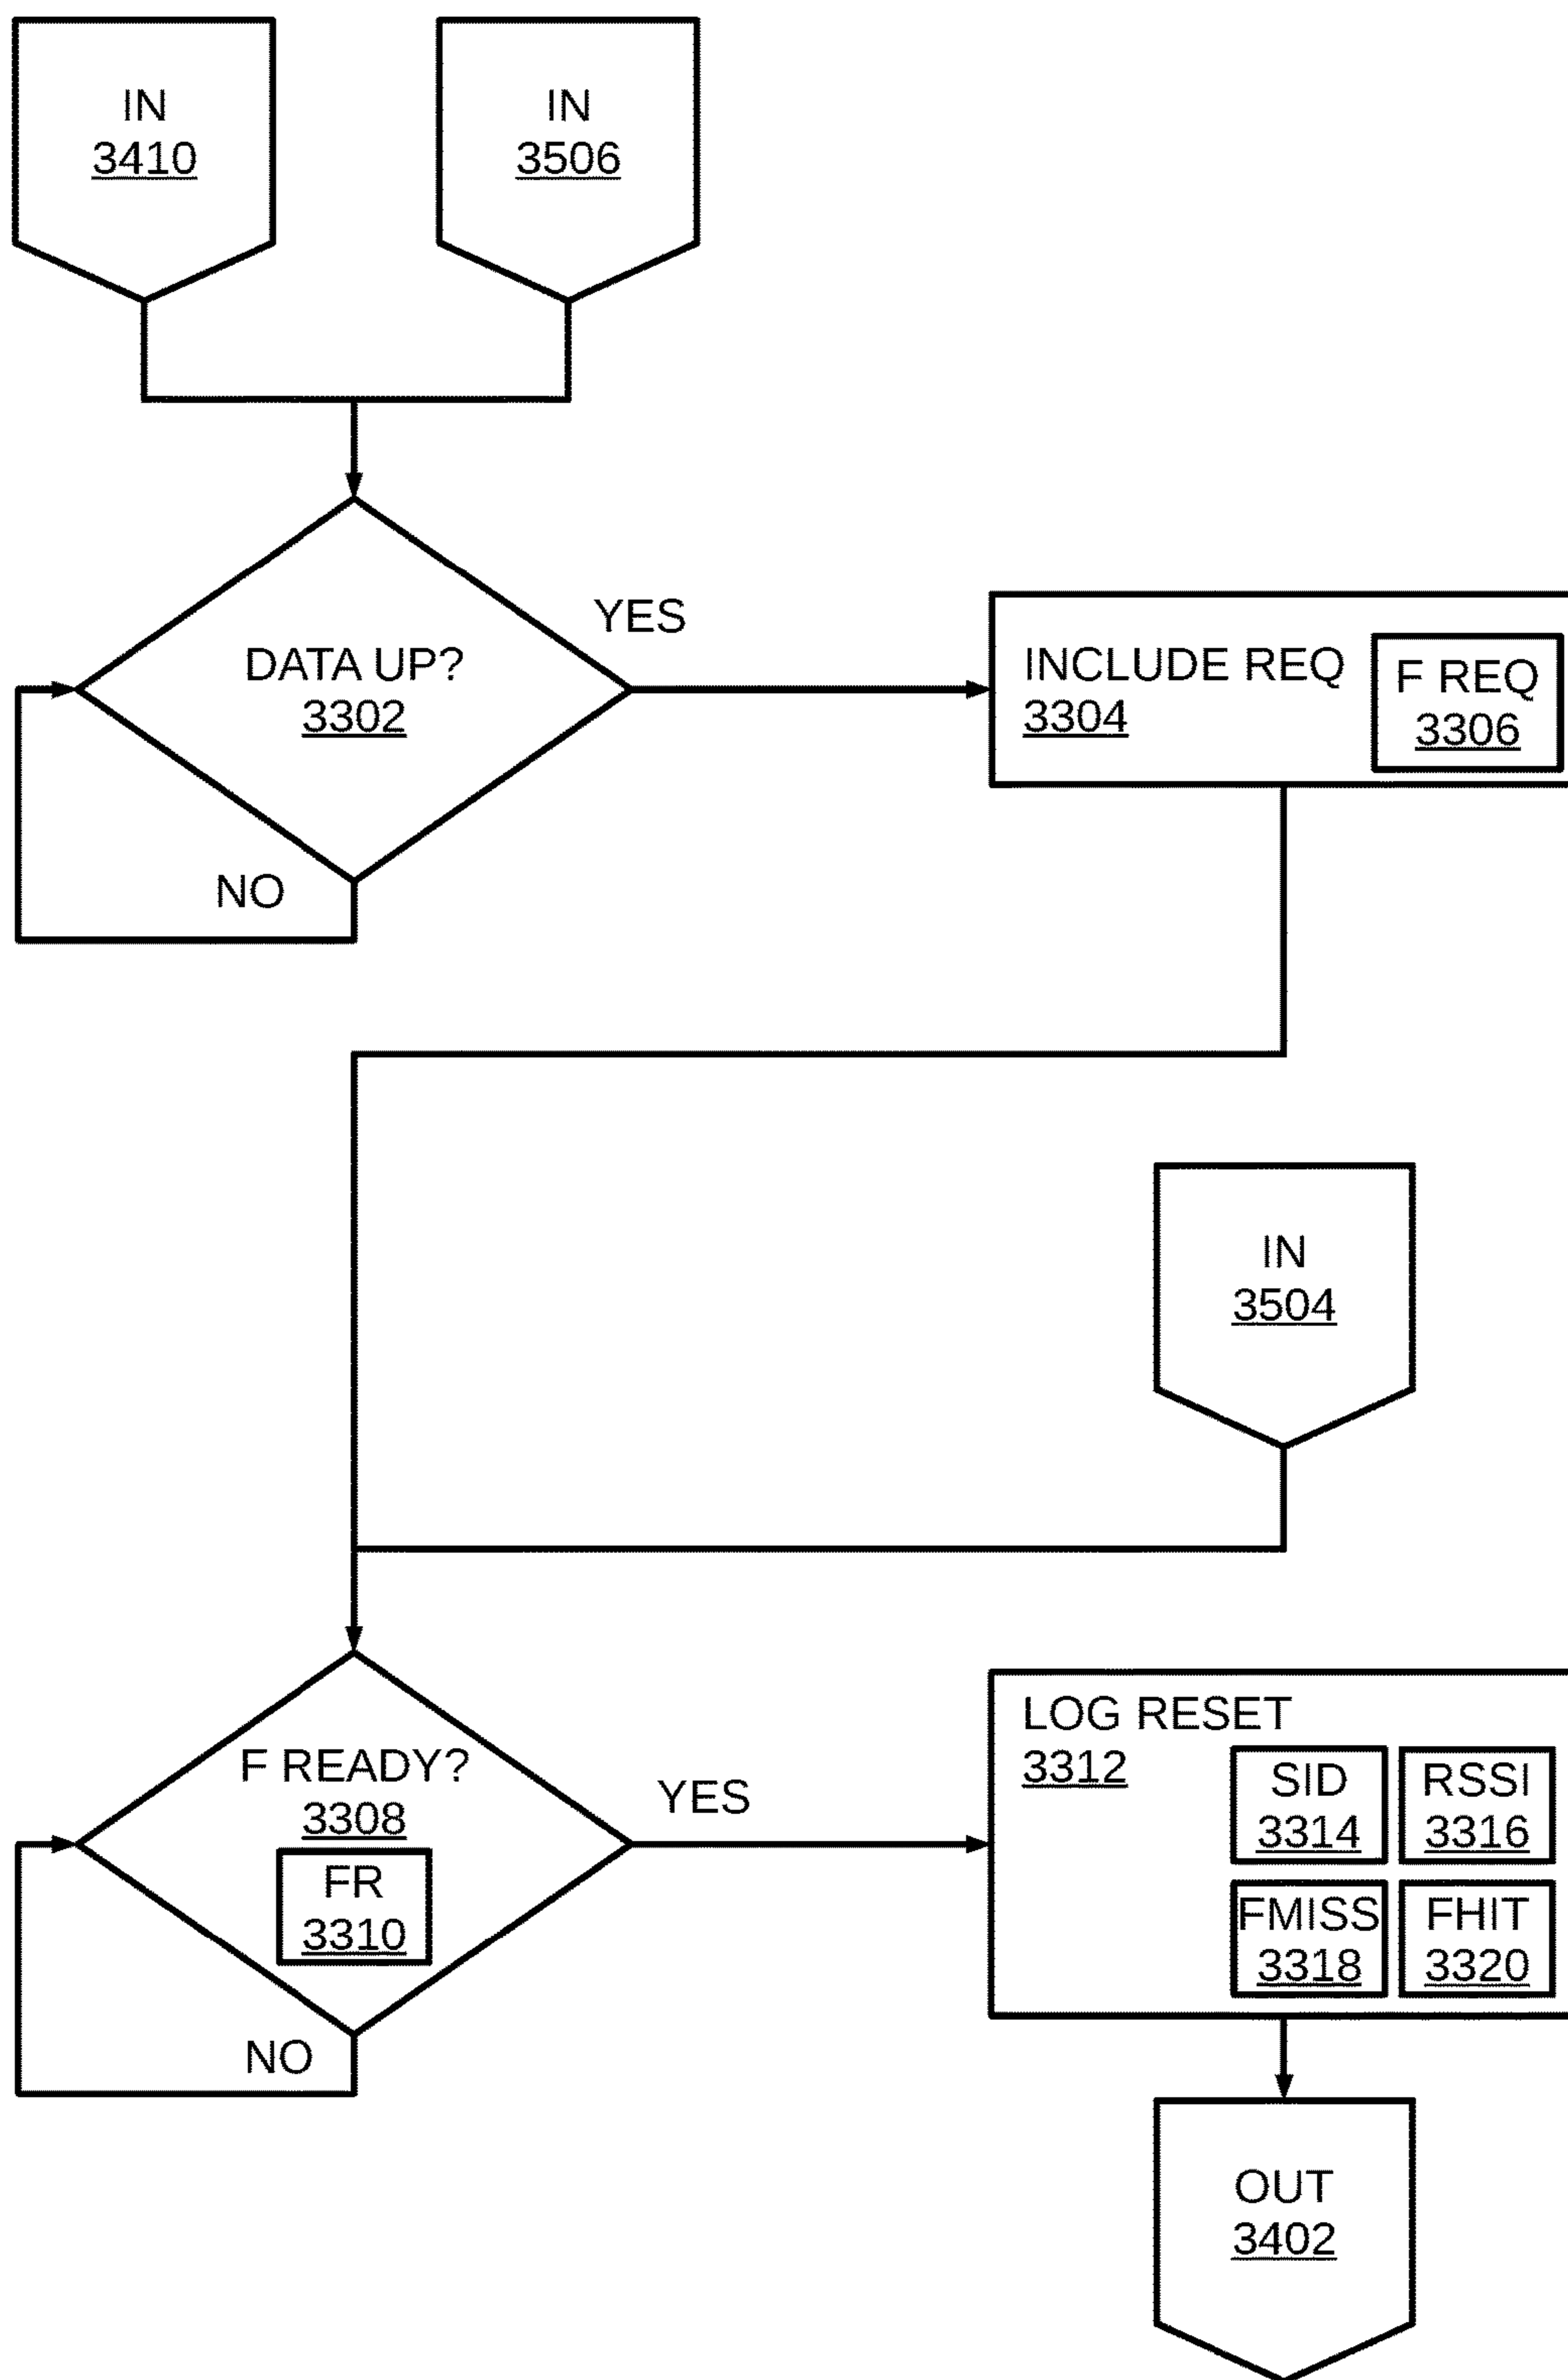 IN
3410
IN
3506
YES
DATA UP?
3302
INCLUDE REQ
3304
F REQ
3306
NO
IN
3504
F READY?
3308
FR
3310
YES
NO
LOG RESET
3312
SID
3314
RSSI
3316
FMISS
3318
FHIT
3320
OUT
3402